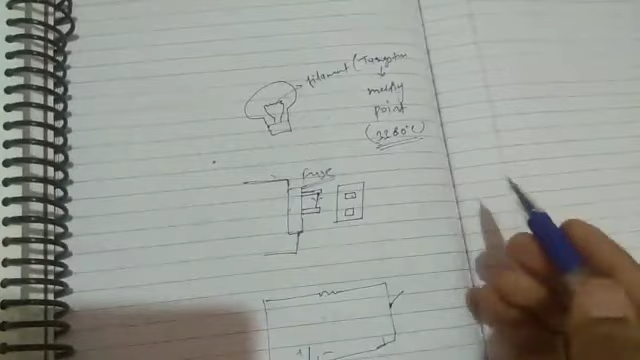 filament (Tungsten
melting
point
(3380°C)
fuse